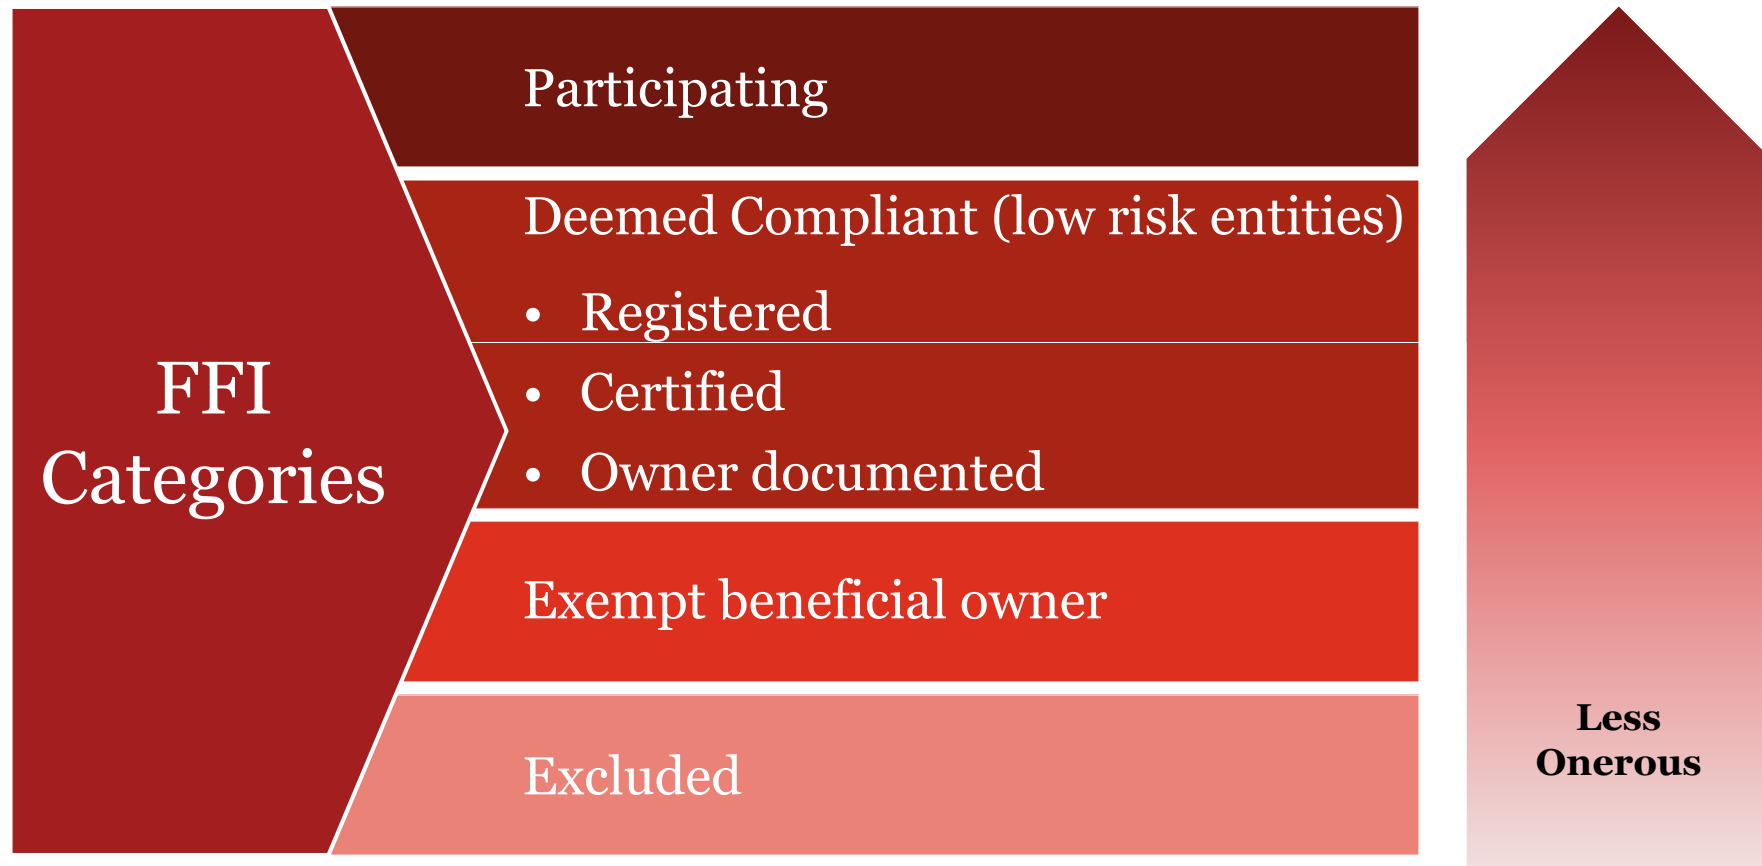 FFI
Categories
Participating
Deemed Compliant (low risk entities)
• Registered
• Certified
• Owner documented
Exempt beneficial owner
Excluded
Less
Onerous